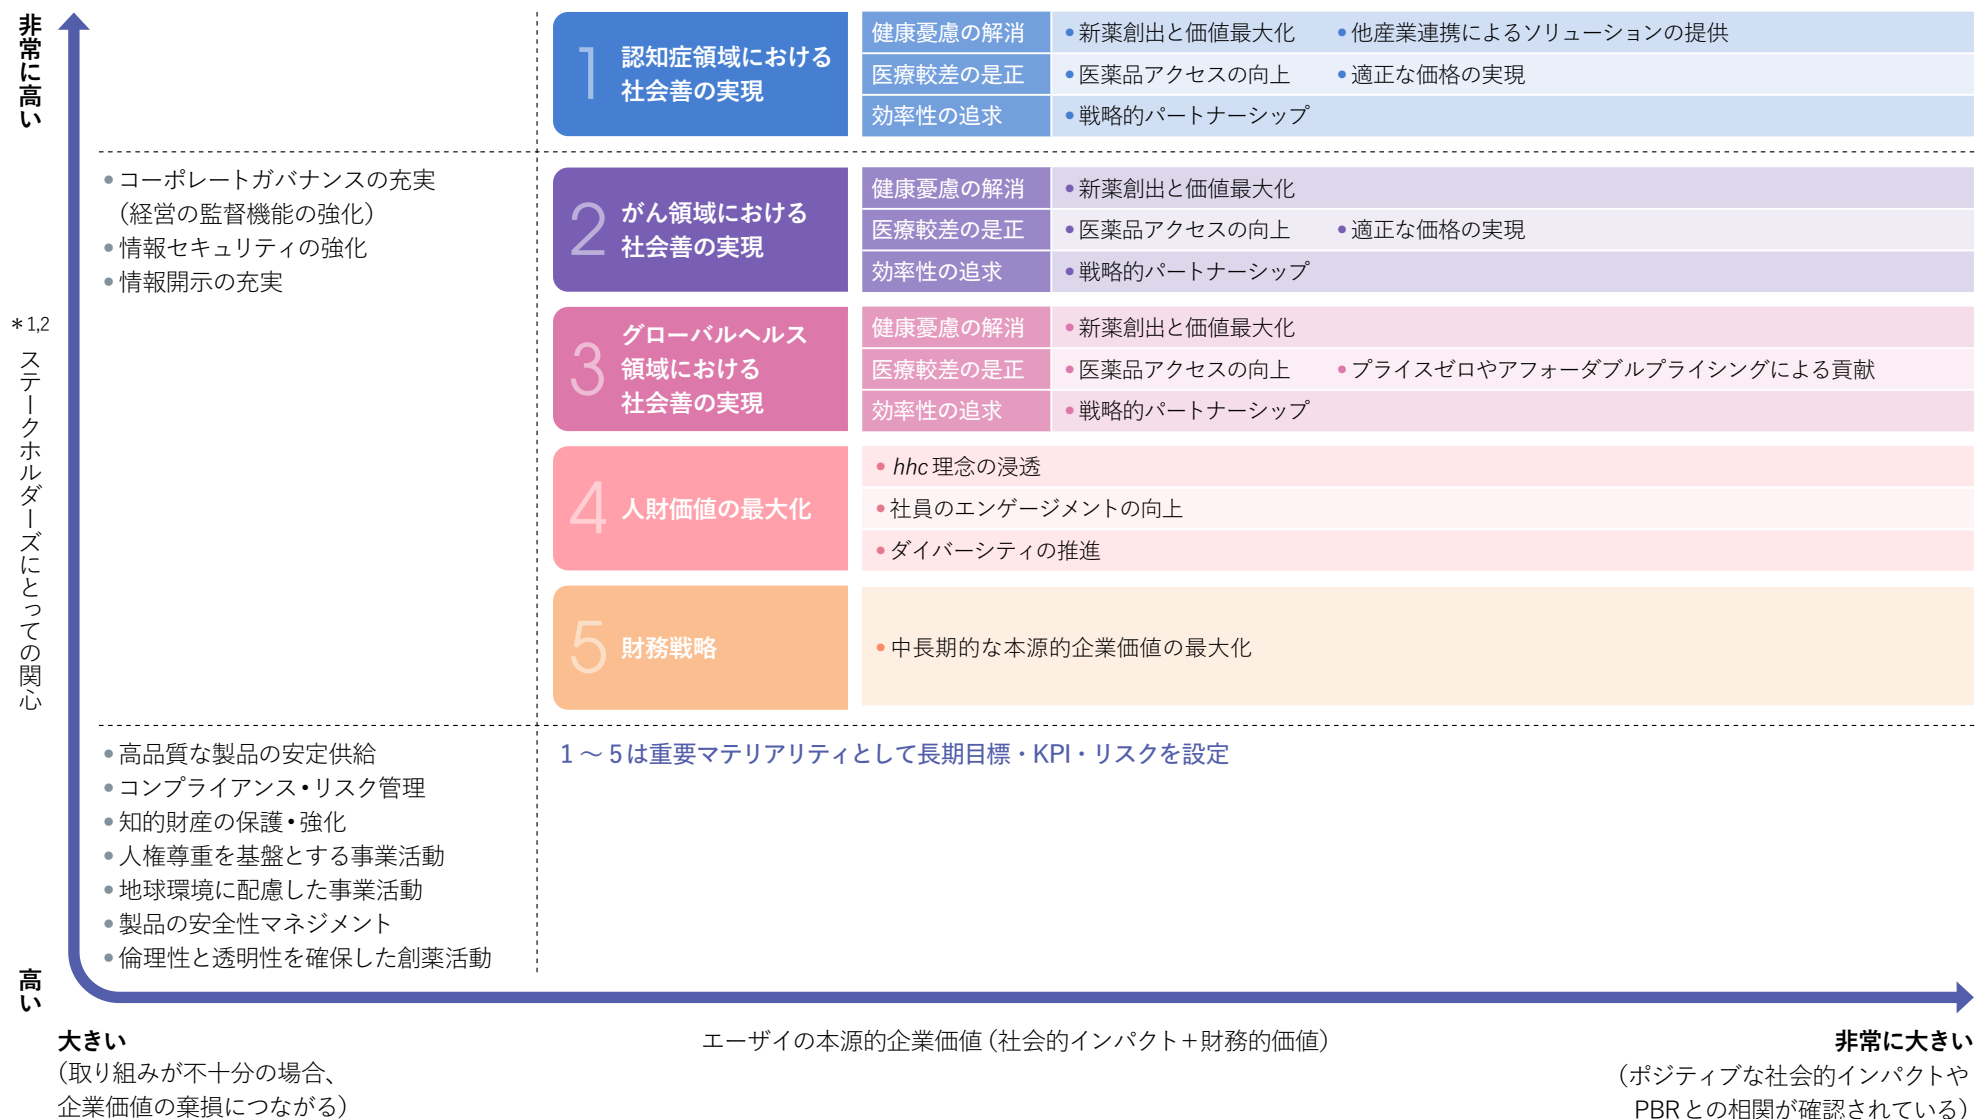 非常に高い
*1,2
ステークホルダーズにとっての関心
高い
1
認知症領域における
社会善の実現
健康憂慮の解消
•新薬創出と価値最大化 •他産業連携によるソリューションの提供
医療較差の是正
•医薬品アクセスの向上 •適正な価格の実現
効率性の追求
•戦略的パートナーシップ
•コーポレートガバナンスの充実
(経営の監督機能の強化)
•情報セキュリティの強化
•情報開示の充実
2
がん領域における
社会善の実現
健康憂慮の解消
•新薬創出と価値最大化
医療較差の是正
•医薬品アクセスの向上 •適正な価格の実現
効率性の追求
•戦略的パートナーシップ
3
グローバルヘルス
領域における
社会善の実現
健康憂慮の解消
•新薬創出と価値最大化
医療較差の是正
•医薬品アクセスの向上 •プライスゼロやアフォーダブルプライシングによる貢献
効率性の追求
•戦略的パートナーシップ
4
人財価値の最大化
•hhc理念の浸透
•社員のエンゲージメントの向上
•ダイバーシティの推進
5
財務戦略
•中長期的な本源的企業価値の最大化
•高品質な製品の安定供給
•コンプライアンス・リスク管理
•知的財産の保護・強化
•人権尊重を基盤とする事業活動
•地球環境に配慮した事業活動
•製品の安全性マネジメント
•倫理性と透明性を確保した創薬活動
1～5は重要マテリアリティとして長期目標・KPI・リスクを設定
大きい
(取り組みが不十分の場合、
企業価値の棄損につながる)
エーザイの本源的企業価値(社会的インパクト+財務的価値)
非常に大きい
(ポジティブな社会的インパクトや
PBRとの相関が確認されている)